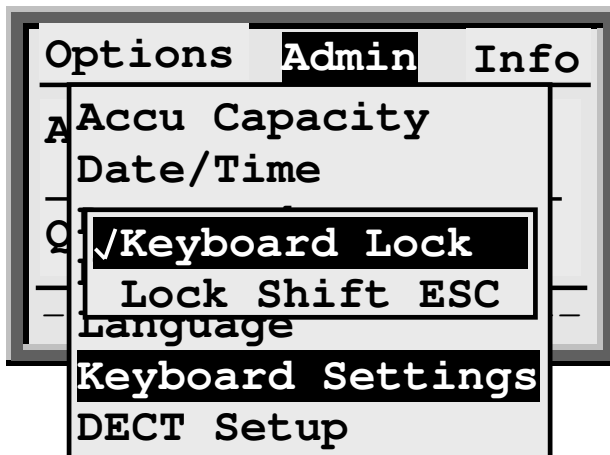 Options Admin Info
Accu Capacity
Date/Time
√Keyboard Lock
Lock Shift ESC
Language
Keyboard Settings
DECT Setup